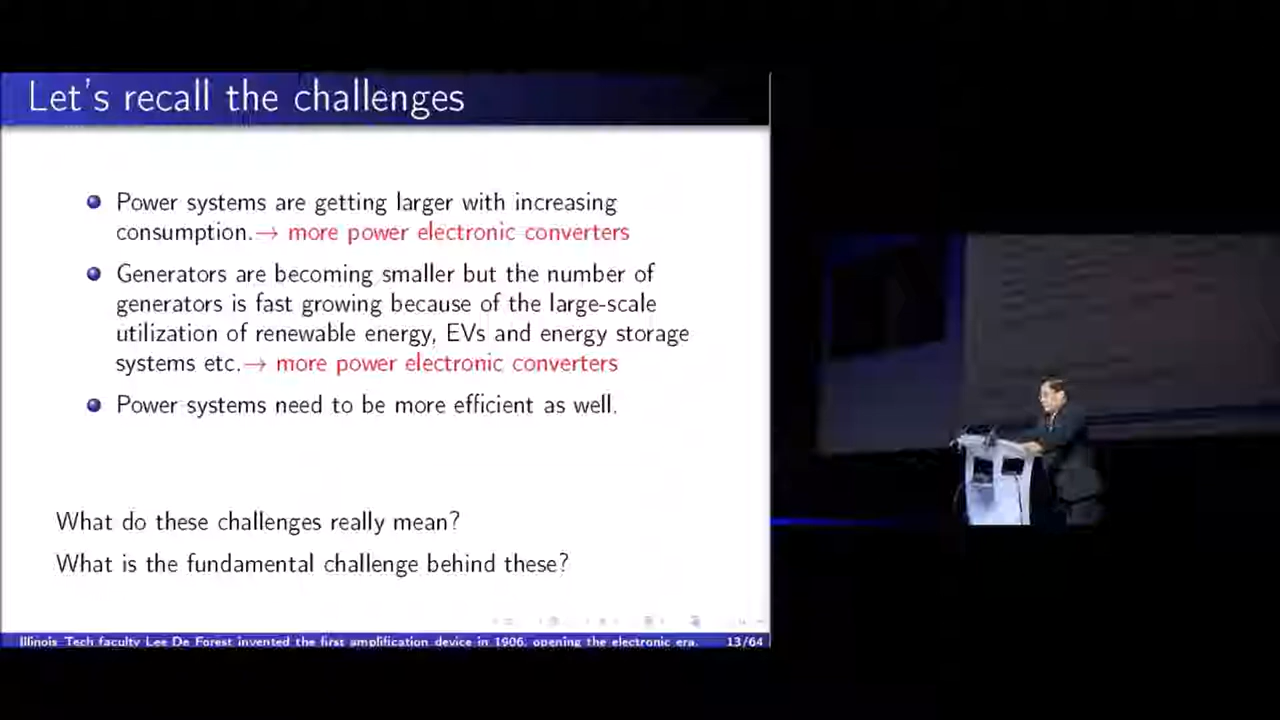 Let's recall the challenges
Power systems are getting larger with increasing
consumption.→ more power electronic converters
Generators are becoming smaller but the number of
generators is fast growing because of the large-scale
utilization of renewable energy, EVs and energy storage
systems etc.→ more power electronic converters
Power systems need to be more efficient as well.
What do these challenges really mean?
What is the fundamental challenge behind these?
Illinois Tech faculty Lee De Forest invented the first amplification device in 1906, opening the electronic era. 13/64